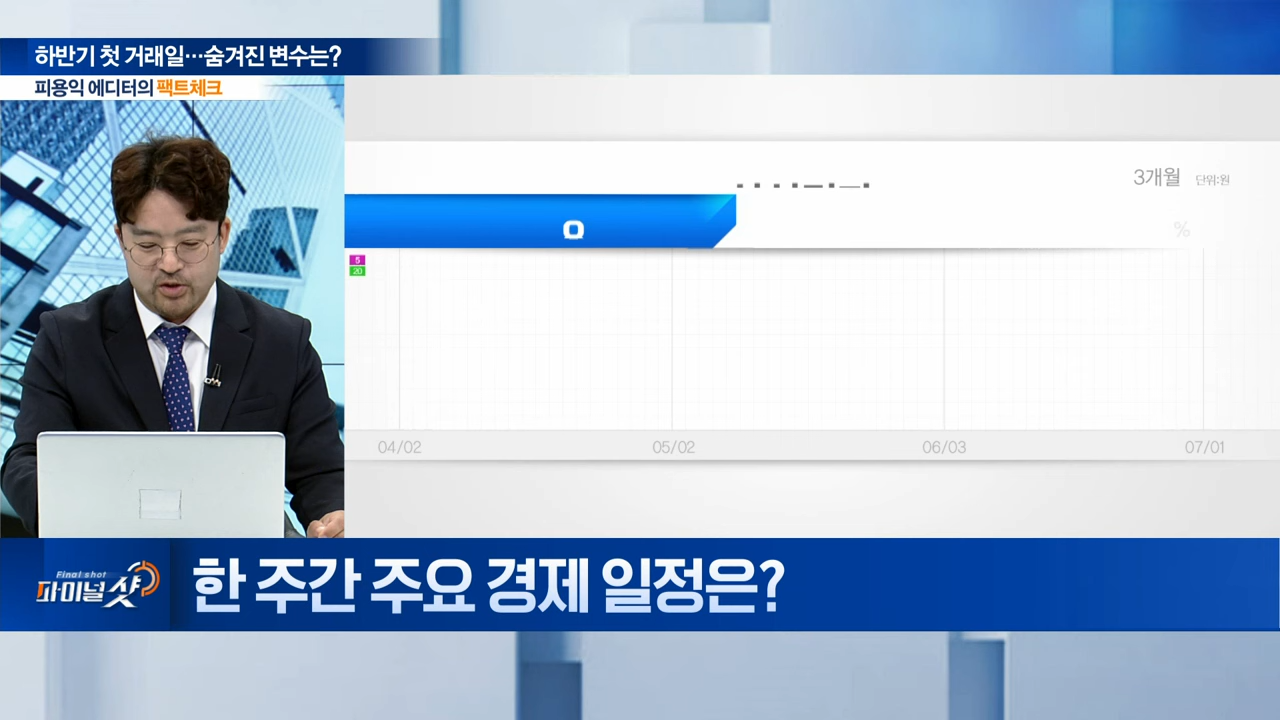 하반기 첫 거래일…숨겨진 변수는?
피용익 에디터의 팩트체크
3개월 단위:원
%
5
20
04/02 05/02 06/03 07/01
Final shot
파이널샷
한 주간 주요 경제 일정은?